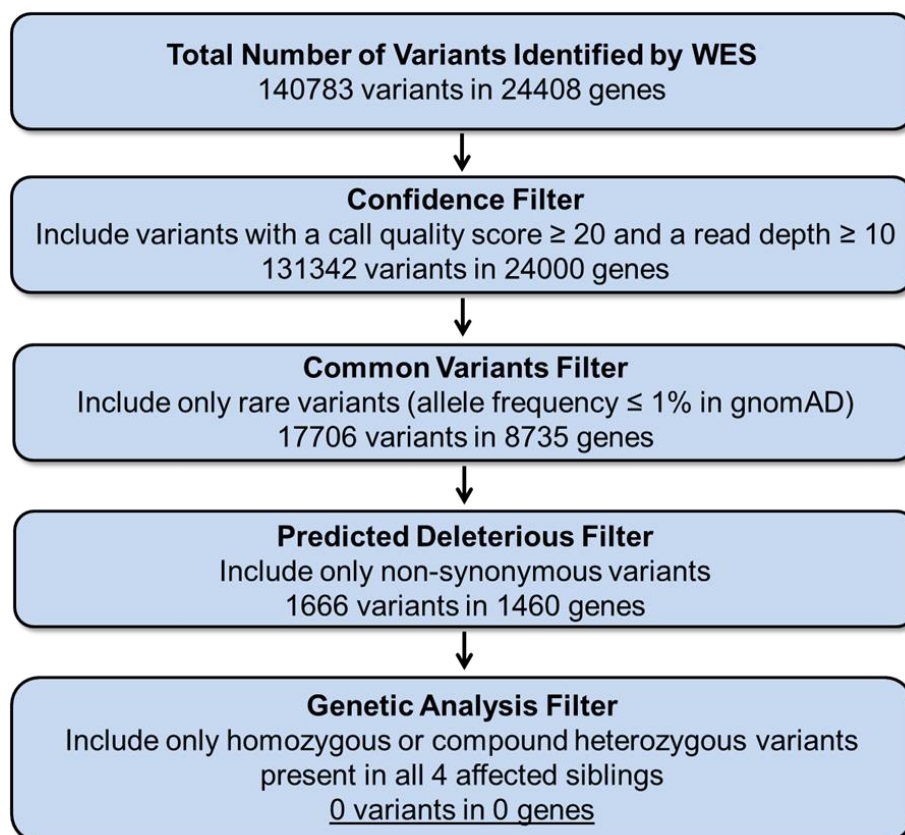 Total Number of Variants Identified by WES
140783 variants in 24408 genes
Confidence Filter
Include variants with a call quality score ≥ 20 and a read depth ≥ 10
131342 variants in 24000 genes
Common Variants Filter
Include only rare variants (allele frequency ≤ 1% in gnomAD)
17706 variants in 8735 genes
Predicted Deleterious Filter
Include only non-synonymous variants
1666 variants in 1460 genes
Genetic Analysis Filter
Include only homozygous or compound heterozygous variants
present in all 4 affected siblings
0 variants in 0 genes